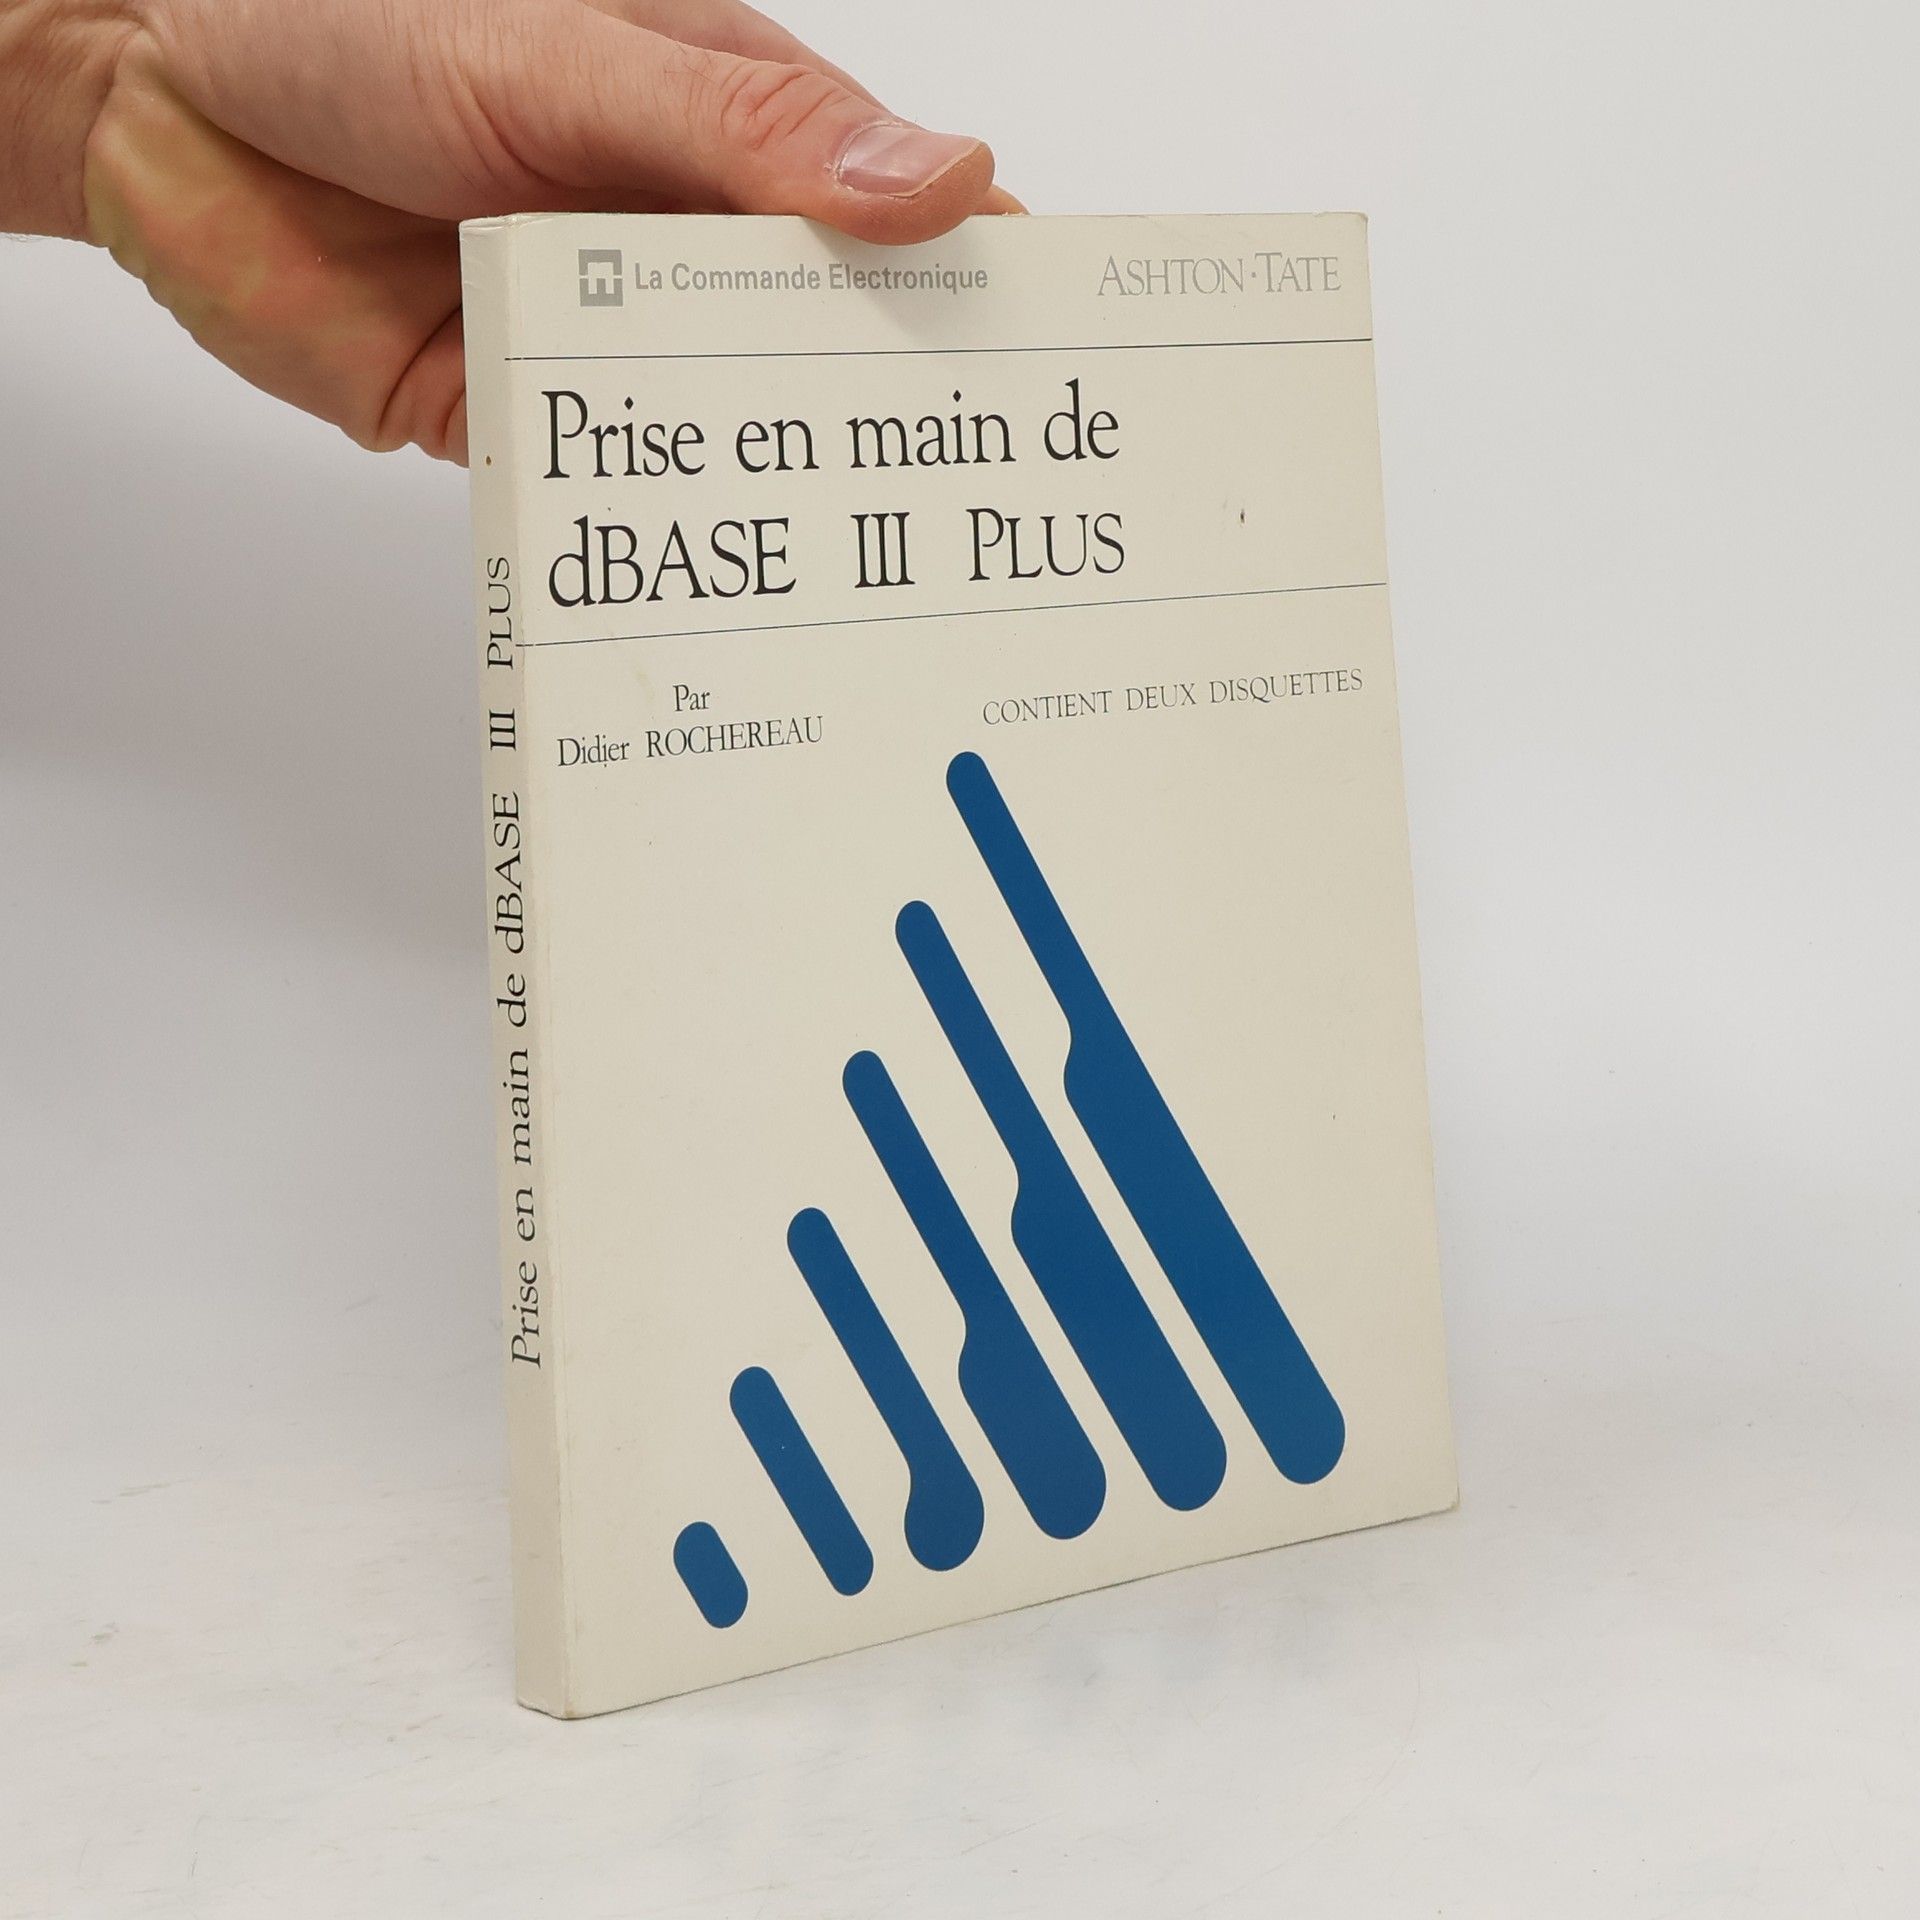 La Commande Electronique
ASHTON·TATE
Prise en main de
dBASE III PLUS
Par
Didier ROCHEREAU
CONTIENT DEUX DISQUETTES
Prise en main de dBASE III PLUS